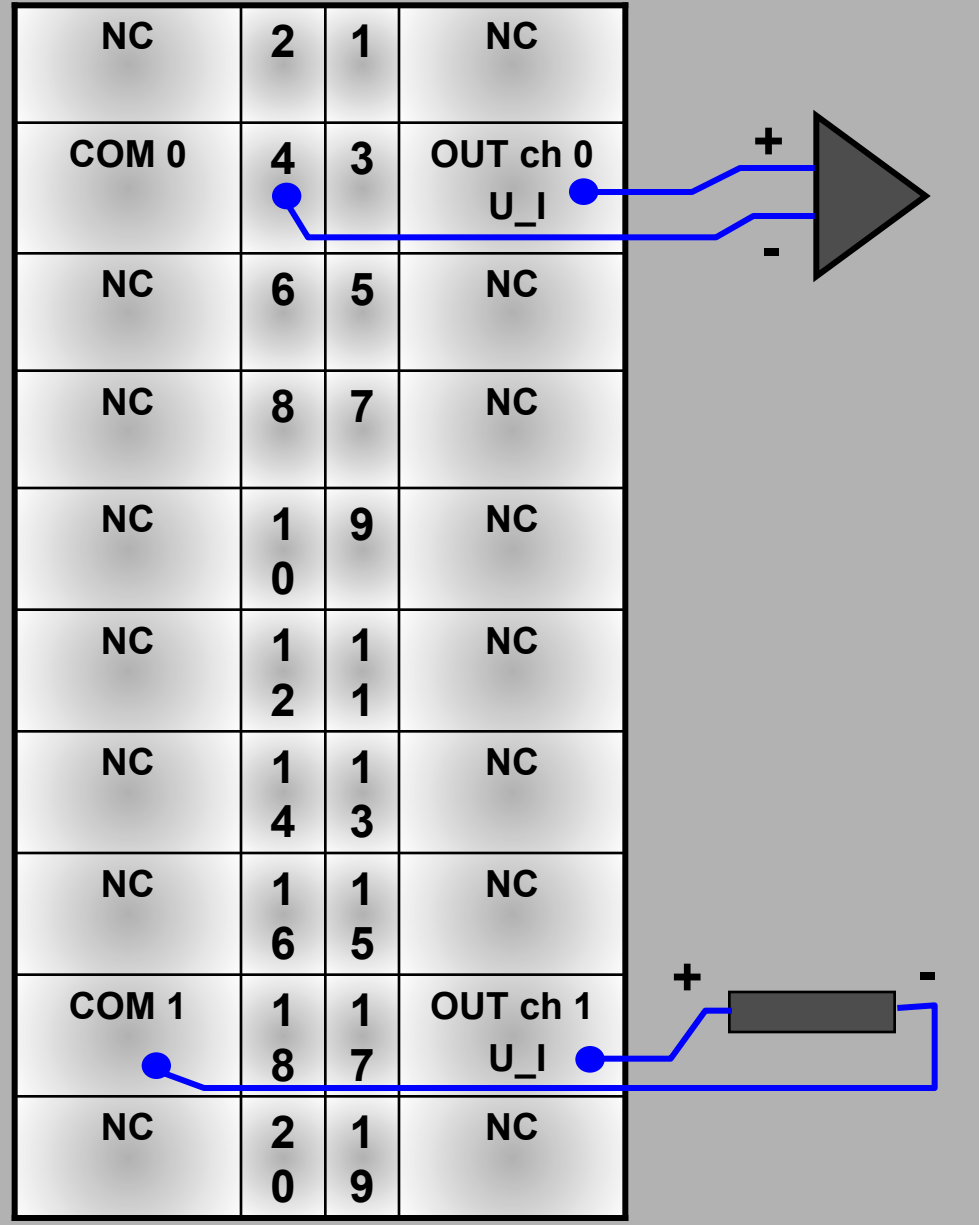 NC 2 1 NC
COM 0 4 3 OUT ch 0
U_I
+
-
NC 6 5 NC
NC 8 7 NC
NC 1 9 NC
0
NC 1 1 NC
2 1
NC 1 1 NC
4 3
NC 1 1 NC
6 5
+ -
COM 1 1 1 OUT ch 1
8 7 U_I
NC 2 1 NC
0 9